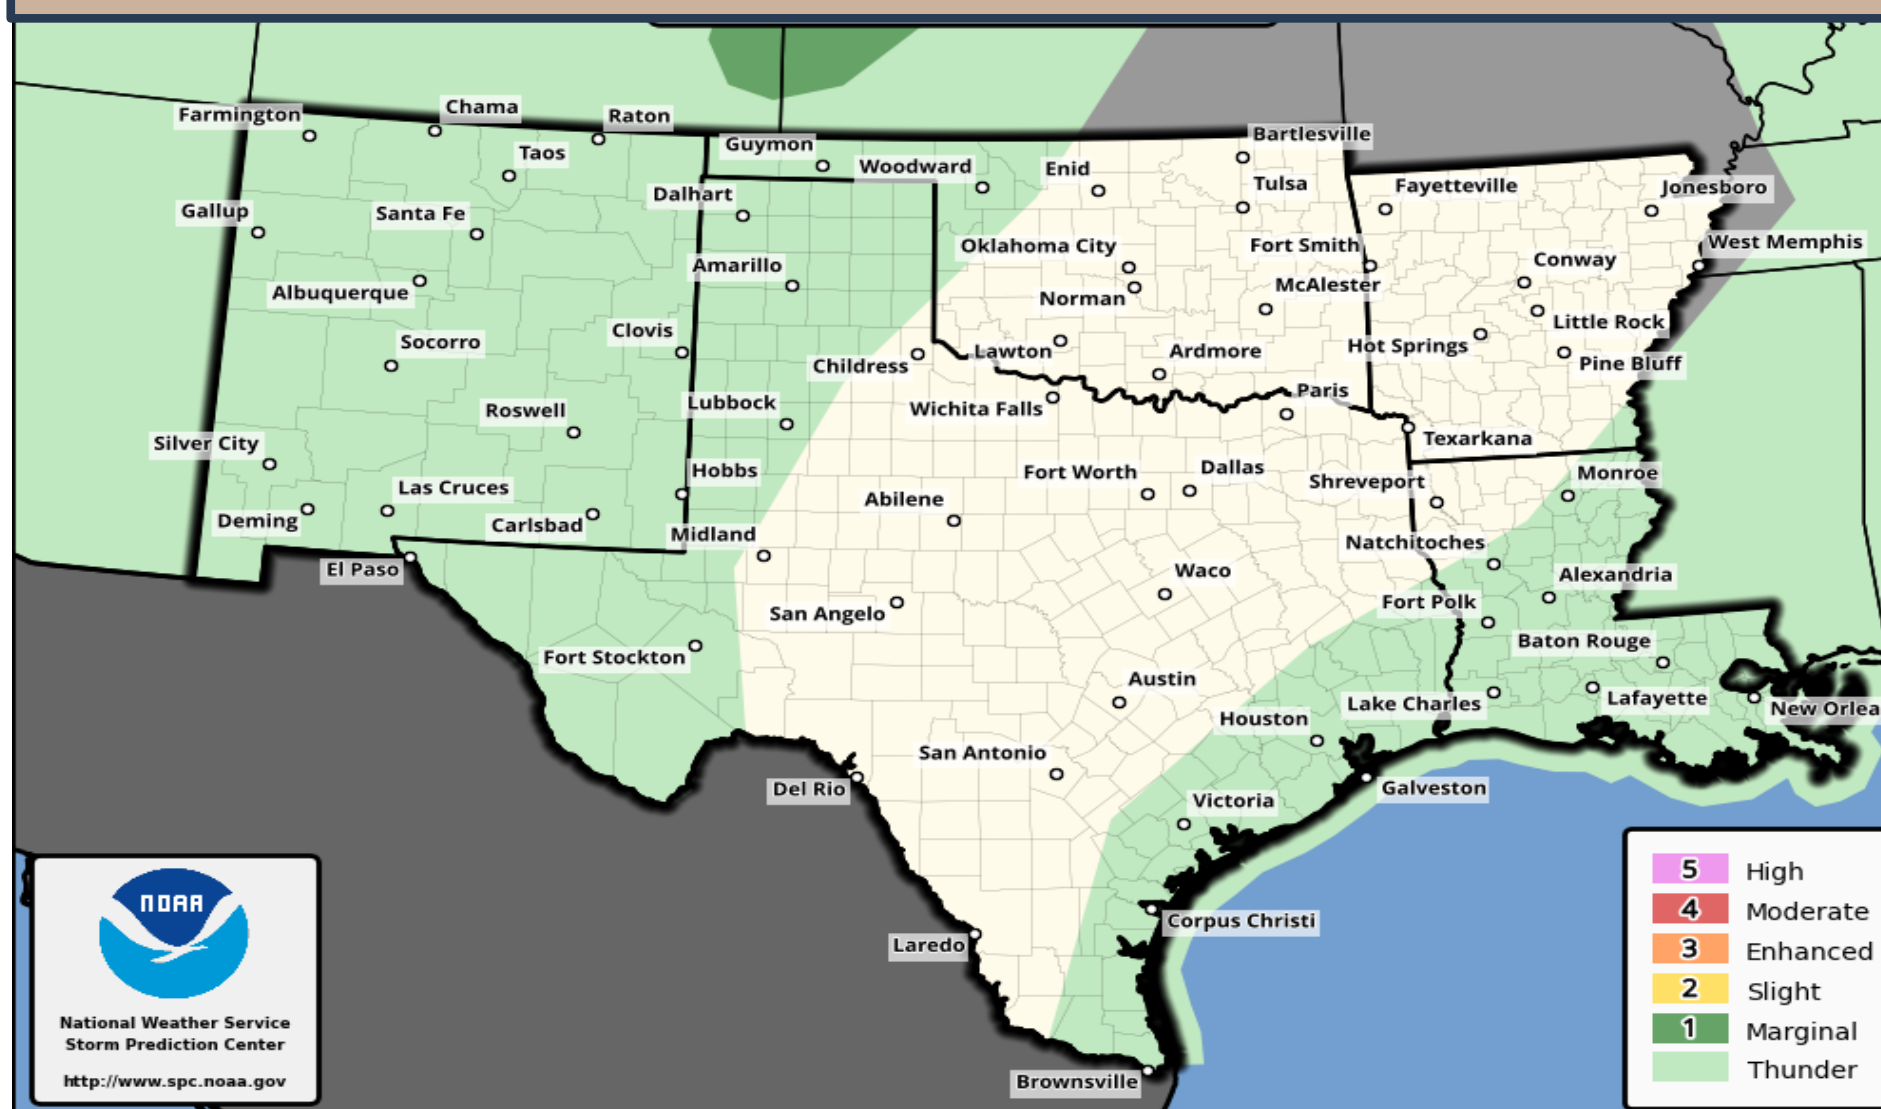 Farmington
Chama
Raton
Taos
Guymon
Woodward
Enid
Bartlesville
Tulsa
Fayetteville
Jonesboro
Gallup
Santa Fe
Dalhart
Oklahoma City
Fort Smith
West Memphis
Amarillo
Conway
Albuquerque
Norman
McAlester
Clovis
Little Rock
Socorro
Childress
Lawton
Ardmore
Hot Springs
Pine Bluff
Lubbock
Wichita Falls
Paris
Roswell
Silver City
Texarkana
Hobbs
Fort Worth
Dallas
Shreveport
Monroe
Las Cruces
Abilene
Deming
Carlsbad
Midland
Natchitoches
El Paso
Waco
Alexandria
San Angelo
Fort Polk
Fort Stockton
Baton Rouge
Austin
Lake Charles
Lafayette
New Orlea
Houston
San Antonio
Del Rio
Victoria
Galveston
Corpus Christi
Laredo
Brownsville
NOAA
National Weather Service
Storm Prediction Center
http://www.spc.noaa.gov
5 High
4 Moderate
3 Enhanced
2 Slight
1 Marginal
Thunder